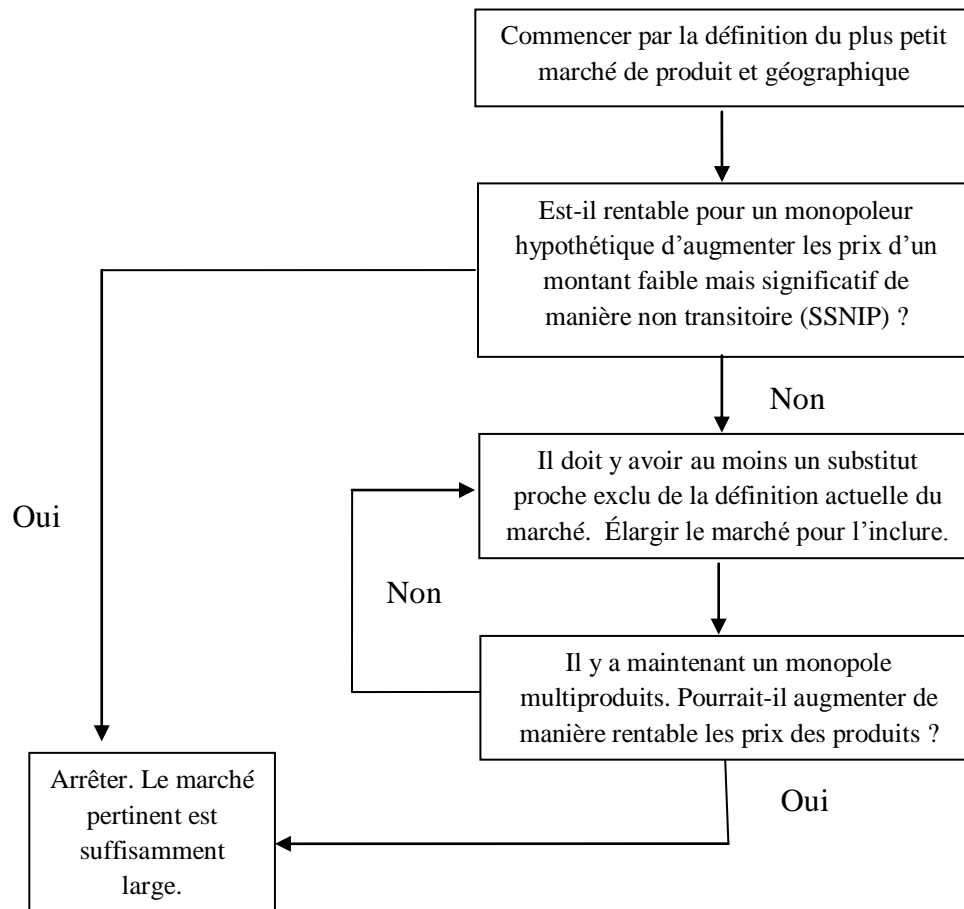 Commencer par la définition du plus petit
marché de produit et géographique
Est-il rentable pour un monopoleur
hypothétique d’augmenter les prix d’un
montant faible mais significatif de
manière non transitoire (SSNIP) ?
Non
Il doit y avoir au moins un substitut
proche exclu de la définition actuelle du
marché.  Élargir le marché pour l’inclure.
Oui
Non
Il y a maintenant un monopole
multiproduits. Pourrait-il augmenter de
manière rentable les prix des produits ?
Oui
Arrêter. Le marché
pertinent est
suffisamment
large.